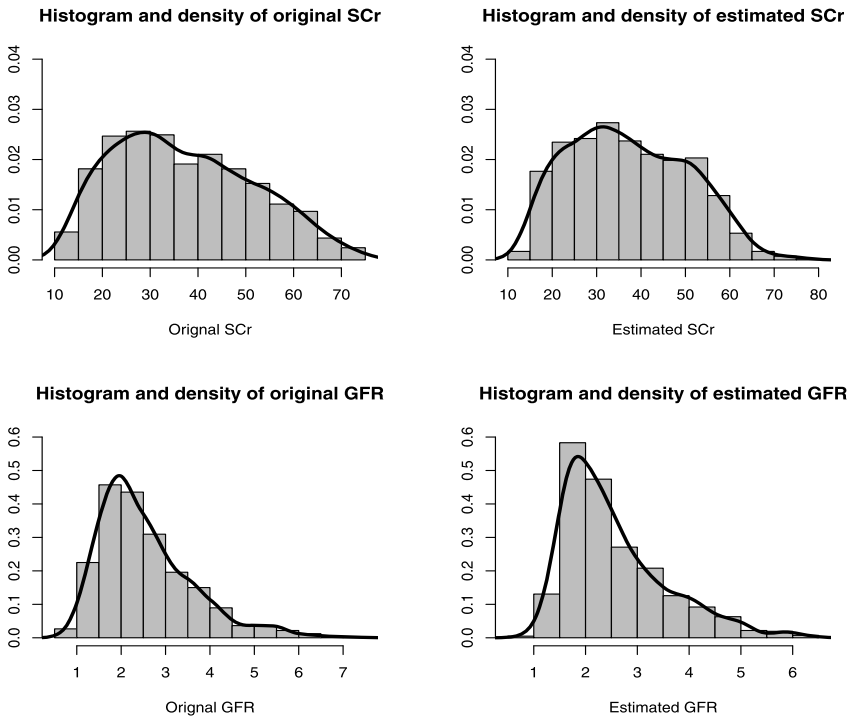 Histogram and density of original SCr
0.04
0.03
0.02
0.01
0.00
10 20 30 40 50 60 70
Orignal SCr
Histogram and density of estimated SCr
0.04
0.03
0.02
0.01
0.00
10 20 30 40 50 60 70 80
Estimated SCr
Histogram and density of original GFR
0.6
0.5
0.4
0.3
0.2
0.1
0.0
1 2 3 4 5 6 7
Orignal GFR
Histogram and density of estimated GFR
0.6
0.5
0.4
0.3
0.2
0.1
0.0
1 2 3 4 5 6
Estimated GFR